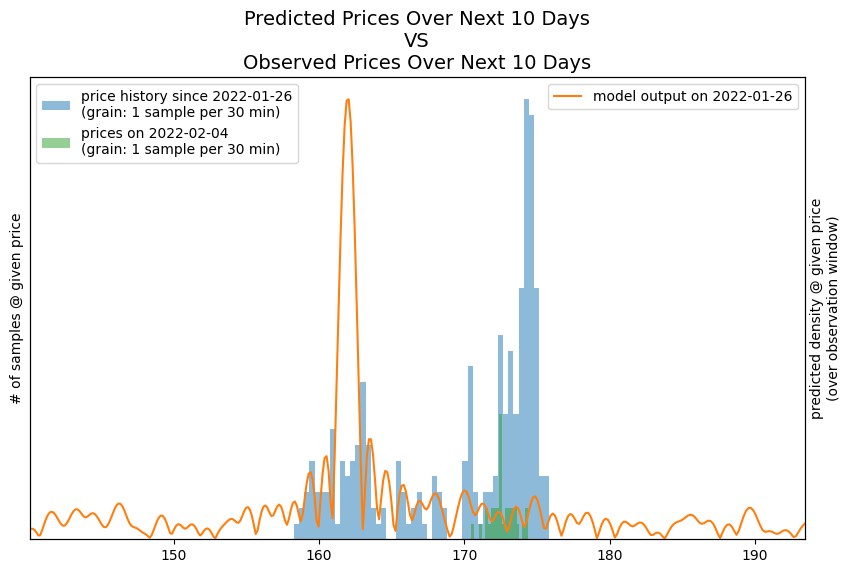 Predicted Prices Over Next 10 Days
VS
Observed Prices Over Next 10 Days
price history since 2022-01-26
(grain: 1 sample per 30 min)
prices on 2022-02-04
(grain: 1 sample per 30 min)
model output on 2022-01-26
# of samples @ given price
predicted density @ given price
(over observation window)
150
160
170
180
190